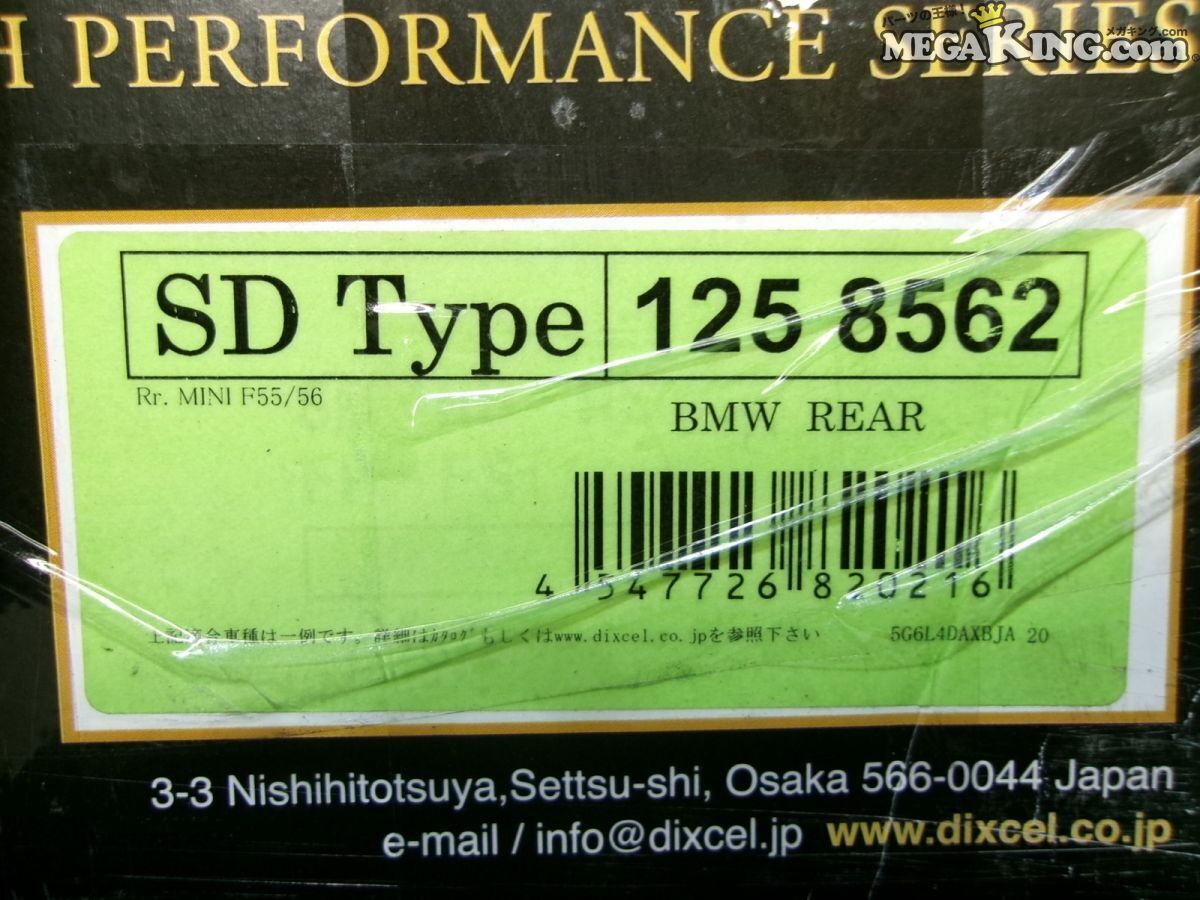 H PERFORMANCE SERIES
パーツの王様!
メガキング.com
MEGAKING.com
SD Type 125 8562
Rr. MINI F55/56
BMW REAR
4 547726 820216
上記適合車種は一例です。詳細はｶﾀﾛｸﾞもしくはwww.dixcel.co.jpを参照下さい 5G6L4DAXBJA 20
3-3 Nishihitotsuya,Settsu-shi, Osaka 566-0044 Japan
e-mail / info@dixcel.jp www.dixcel.co.jp